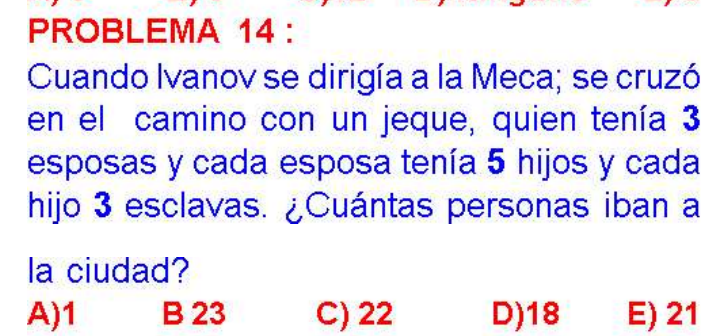 PROBLEMA 14 :
Cuando Ivanov se dirigía a la Meca; se cruzó
en el camino con un jeque, quien tenía 3
esposas y cada esposa tenía 5 hijos y cada
hijo 3 esclavas. ¿Cuántas personas iban a
la ciudad?
A)1 B 23 C) 22 D)18 E) 21